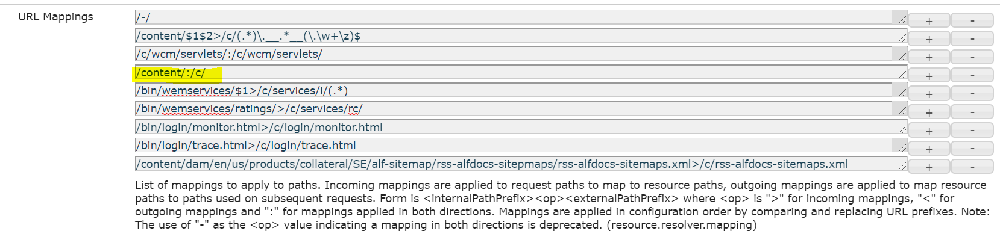 URL Mappings
/-/ + -
/content/$1$2>/c/(.*)\.__.*__(\.\w+\z)$ + -
/c/wcm/servlets/:/c/wcm/servlets/ + -
/content/:/c/ + -
/bin/wemservices/$1>/c/services/i/(.*) + -
/bin/wemservices/ratings/>/c/services/rc/ + -
/bin/login/monitor.html>/c/login/monitor.html + -
/bin/login/trace.html>/c/login/trace.html + -
/content/dam/en/us/products/collateral/SE/alf-sitemap/rss-alfdocs-sitepmaps/rss-alfdocs-sitemaps.xml>/c/rss-alfdocs-sitemaps.xml + -
List of mappings to apply to paths. Incoming mappings are applied to request paths to map to resource paths, outgoing mappings are applied to map resource
paths to paths used on subsequent requests. Form is <internalPathPrefix><op><externalPathPrefix> where <op> is ">" for incoming mappings, "<" for
outgoing mappings and ":" for mappings applied in both directions. Mappings are applied in configuration order by comparing and replacing URL prefixes. Note:
The use of "-" as the <op> value indicating a mapping in both directions is deprecated. (resource.resolver.mapping)